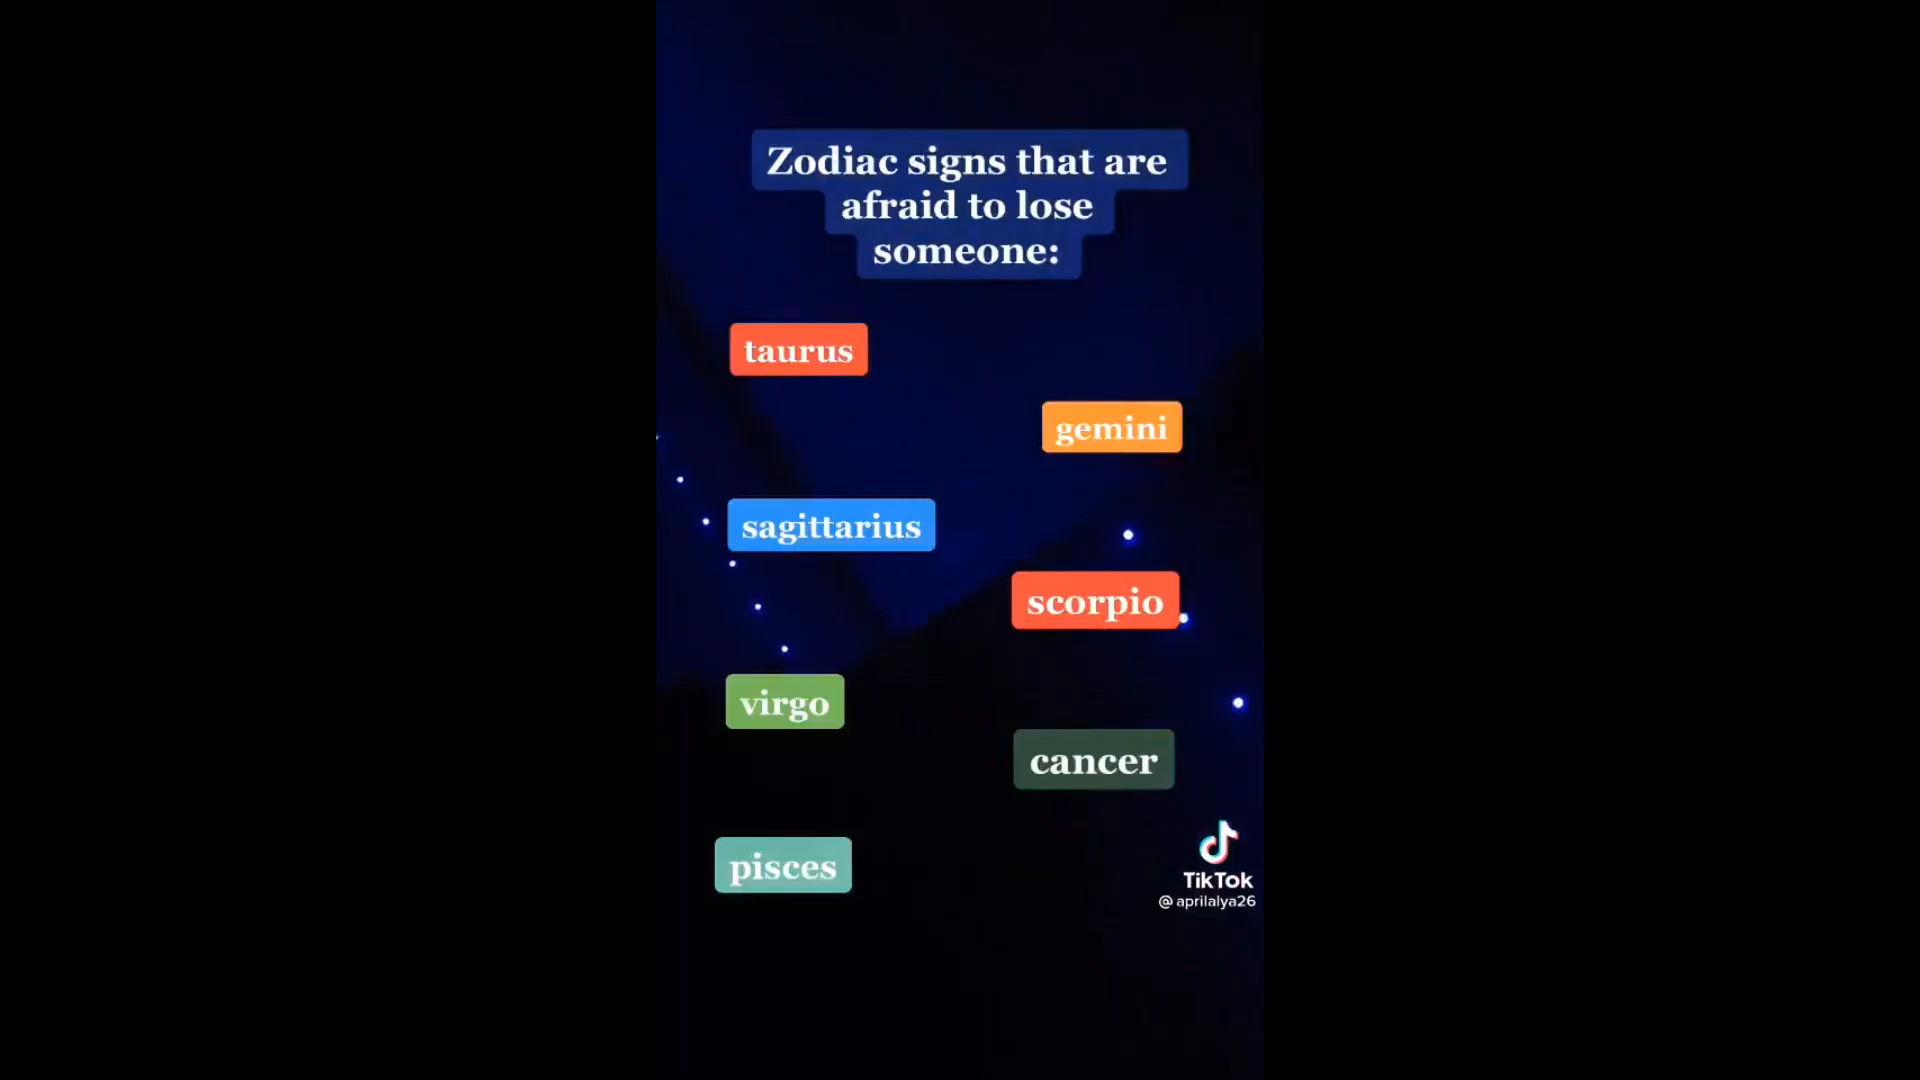 Zodiac signs that are
afraid to lose
someone:
taurus
gemini
sagittarius
scorpio
virgo
cancer
pisces
TikTok
@aprilalya26